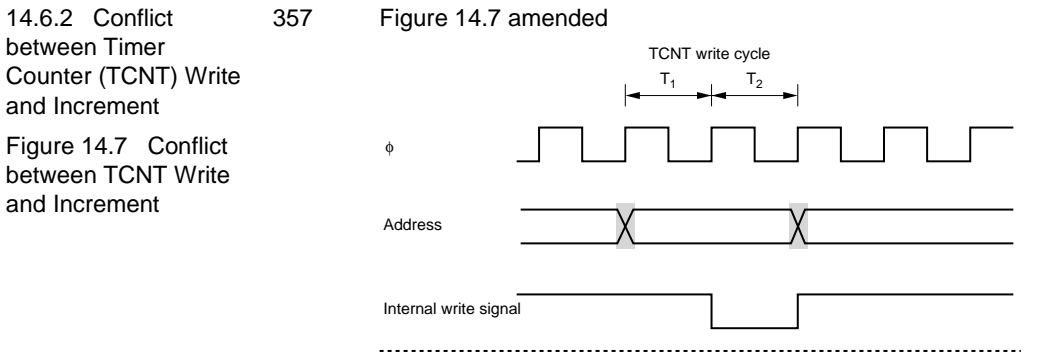 14.6.2 Conflict
between Timer
Counter (TCNT) Write
and Increment
Figure 14.7 Conflict
between TCNT Write
and Increment
357
Figure 14.7 amended
TCNT write cycle
T1 T2
ϕ
Address
Internal write signal